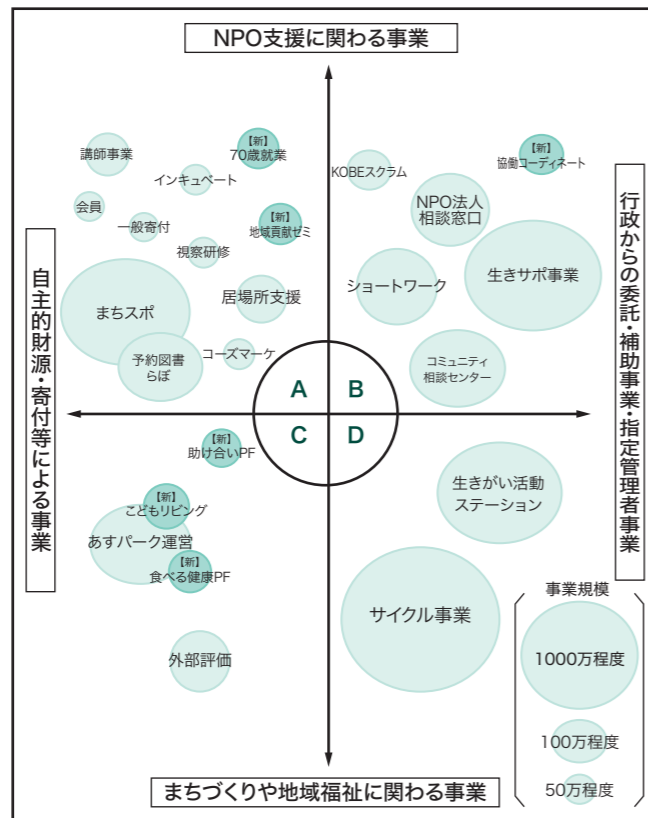 NPO支援に関わる事業
【新】
70歳就業
講師事業
インキュベート
会員
一般寄付
【新】
地域貢献ゼミ
視察研修
居場所支援
まちスポ
予約図書
らぼ
コーズマーケ
KOBEスクラム
【新】
協働コーディネート
NPO法人
相談窓口
ショートワーク
生きサポ事業
コミュニティ
相談センター
自主的財源・寄付等による事業
行政からの委託・補助事業・指定管理者事業
A
B
C
D
【新】
助け合いPF
【新】
こどもリビング
あすパーク運営
【新】
食べる健康PF
外部評価
生きがい活動
ステーション
サイクル事業
事業規模
1000万程度
100万程度
50万程度
まちづくりや地域福祉に関わる事業